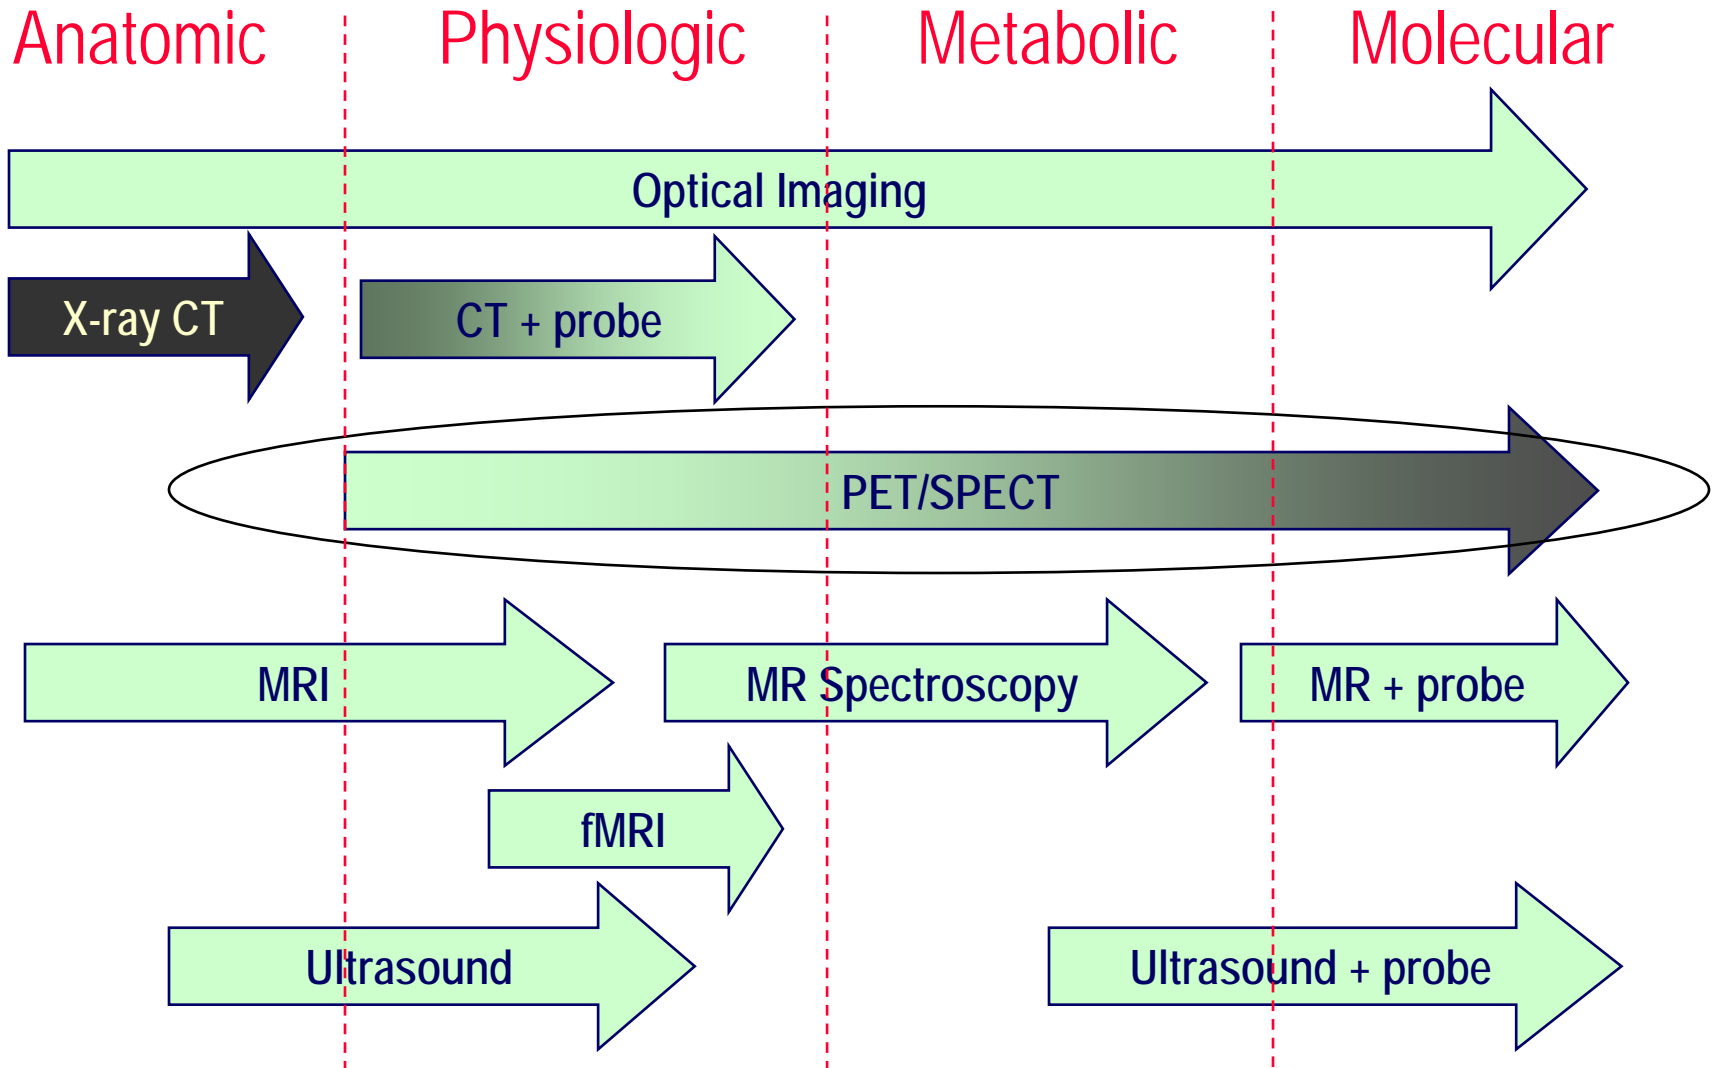 Anatomic
Physiologic
Metabolic
Molecular
Optical Imaging
X-ray CT
CT + probe
PET/SPECT
MRI
MR Spectroscopy
MR + probe
fMRI
Ultrasound
Ultrasound + probe